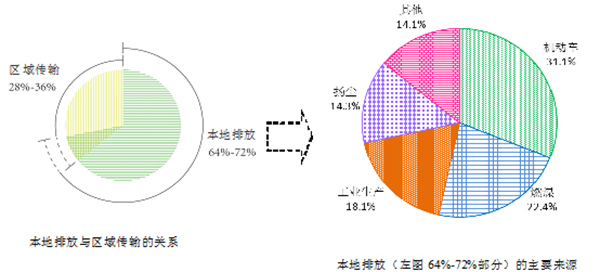 区域传输
28%-36%
本地排放
64%-72%
本地排放与区域传输的关系
其他
14.1%
机动车
31.1%
扬尘
14.3%
工业生产
18.1%
燃煤
22.4%
本地排放（左图 64%-72%部分）的主要来源